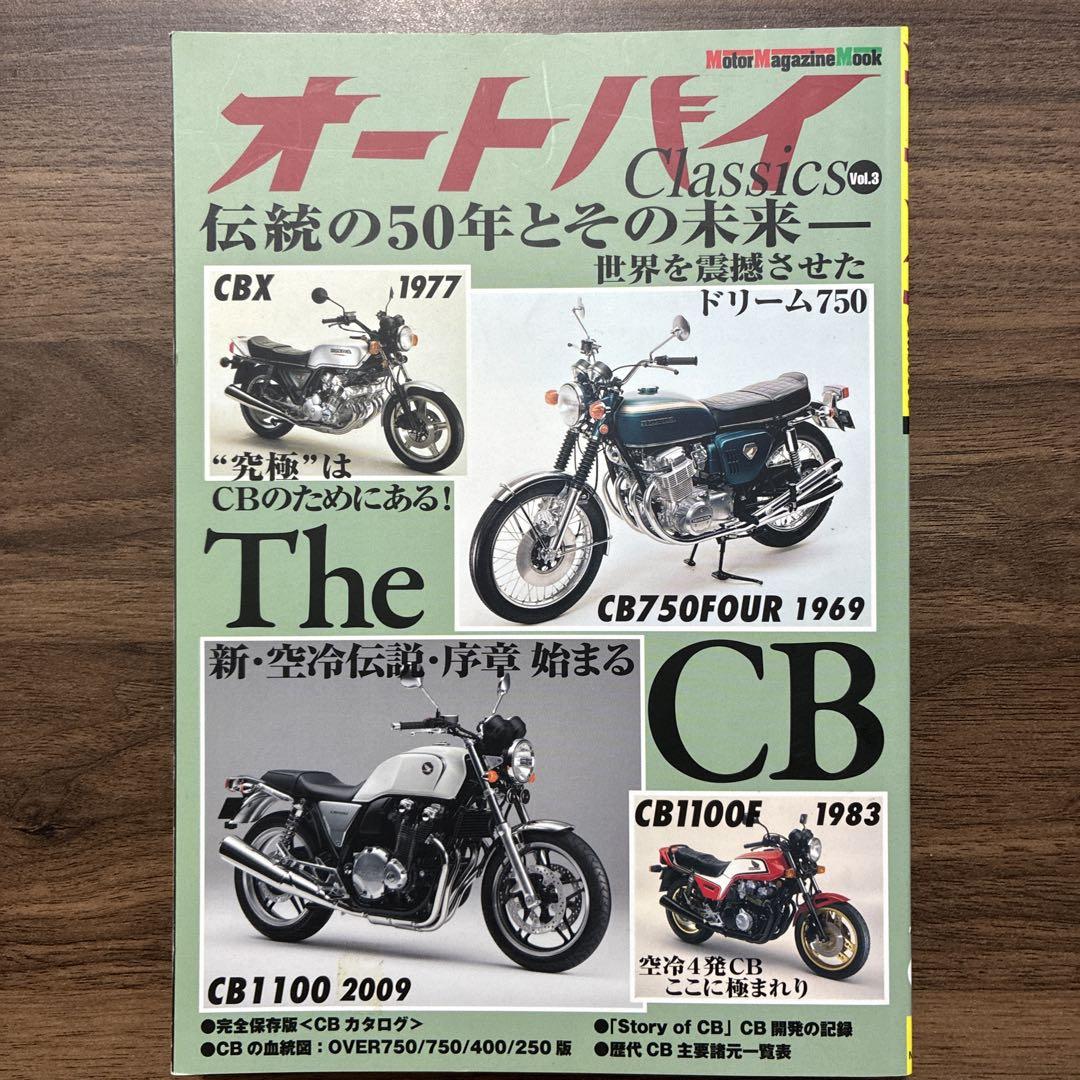 MotorMagazineMook
オートバイ
Classics Vol.3
伝統の50年とその未来―
世界を震撼させた
ドリーム750
CBX 1977
“究極”は
CBのためにある!
CB750FOUR 1969
The
CB
新・空冷伝説・序章 始まる
CB1100 2009
CB1100F 1983
空冷4発CB
ここに極まれり
●完全保存版<CBカタログ>
●CBの血統図:OVER750/750/400/250版
●「Story of CB」CB開発の記録
●歴代CB主要諸元一覧表